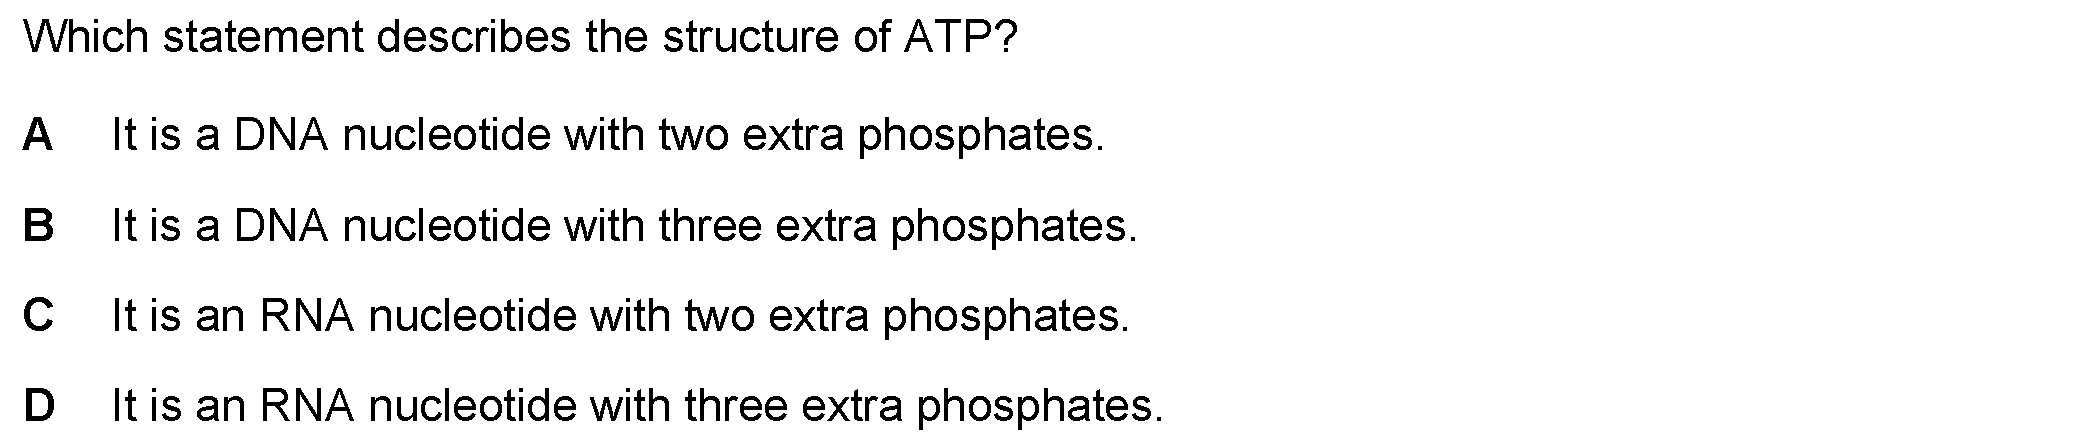 Which statement describes the structure of ATP?
A It is a DNA nucleotide with two extra phosphates.
B It is a DNA nucleotide with three extra phosphates.
C It is an RNA nucleotide with two extra phosphates.
D It is an RNA nucleotide with three extra phosphates.